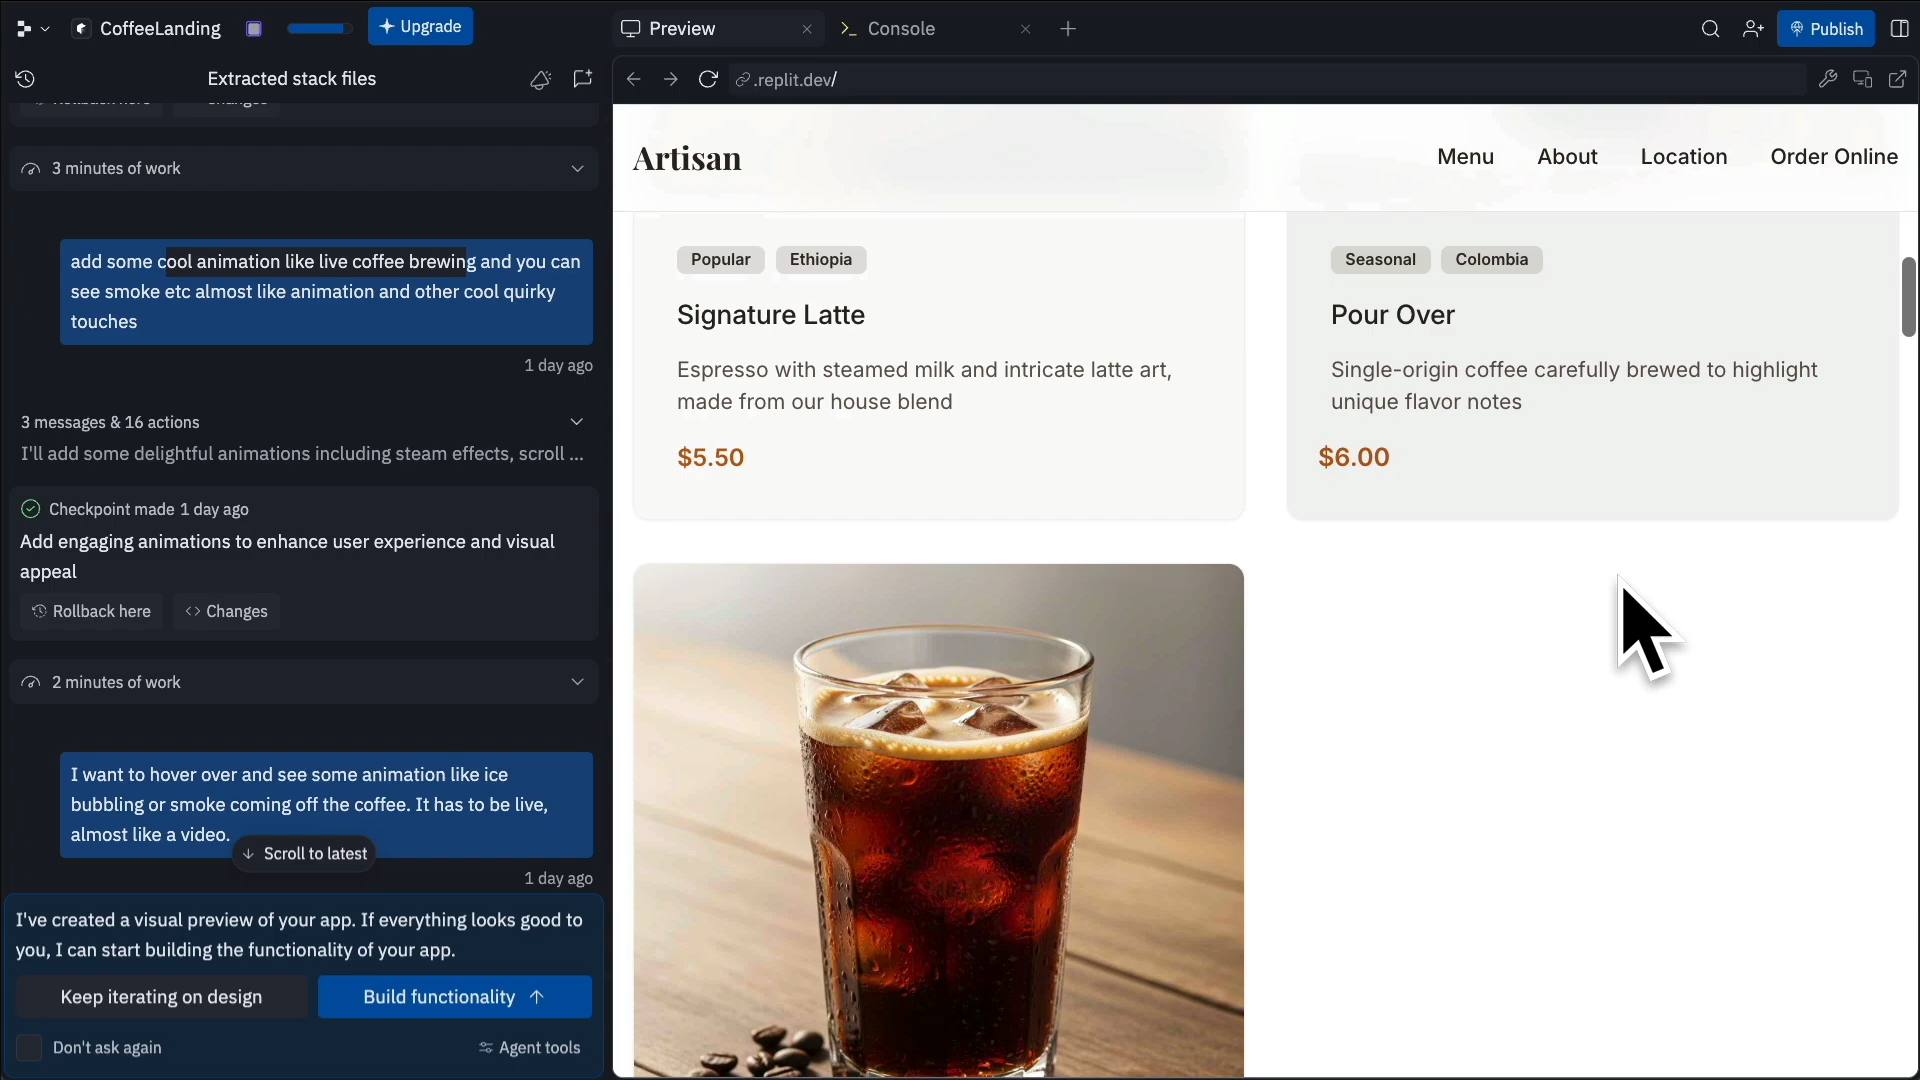 CoffeeLanding
Upgrade
Preview
Console
Publish
Extracted stack files
.replit.dev/
Rollback here
Changes
3 minutes of work
add some cool animation like live coffee brewing and you can
see smoke etc almost like animation and other cool quirky
touches
1 day ago
3 messages & 16 actions
I'll add some delightful animations including steam effects, scroll ...
Checkpoint made 1 day ago
Add engaging animations to enhance user experience and visual
appeal
Rollback here
Changes
2 minutes of work
I want to hover over and see some animation like ice
bubbling or smoke coming off the coffee. It has to be live,
almost like a video.
Scroll to latest
1 day ago
I've created a visual preview of your app. If everything looks good to
you, I can start building the functionality of your app.
Keep iterating on design
Build functionality
Don't ask again
Agent tools
Artisan
Menu
About
Location
Order Online
Popular
Ethiopia
Signature Latte
Espresso with steamed milk and intricate latte art,
made from our house blend
$5.50
Seasonal
Colombia
Pour Over
Single-origin coffee carefully brewed to highlight
unique flavor notes
$6.00